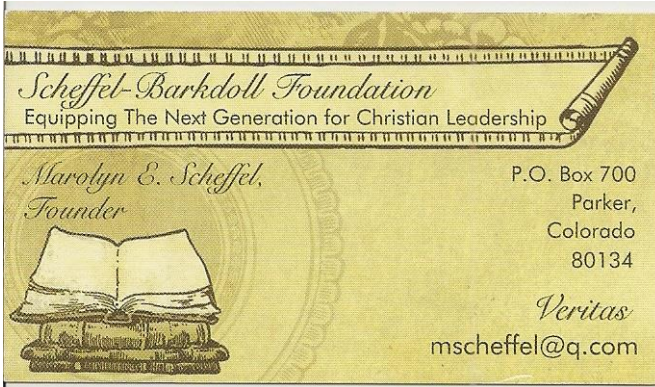 Scheffel-Barkdoll Foundation
Equipping The Next Generation for Christian Leadership
Marolyn E. Scheffel,
Founder
P.O. Box 700
Parker,
Colorado
80134
Veritas
mscheffel@q.com